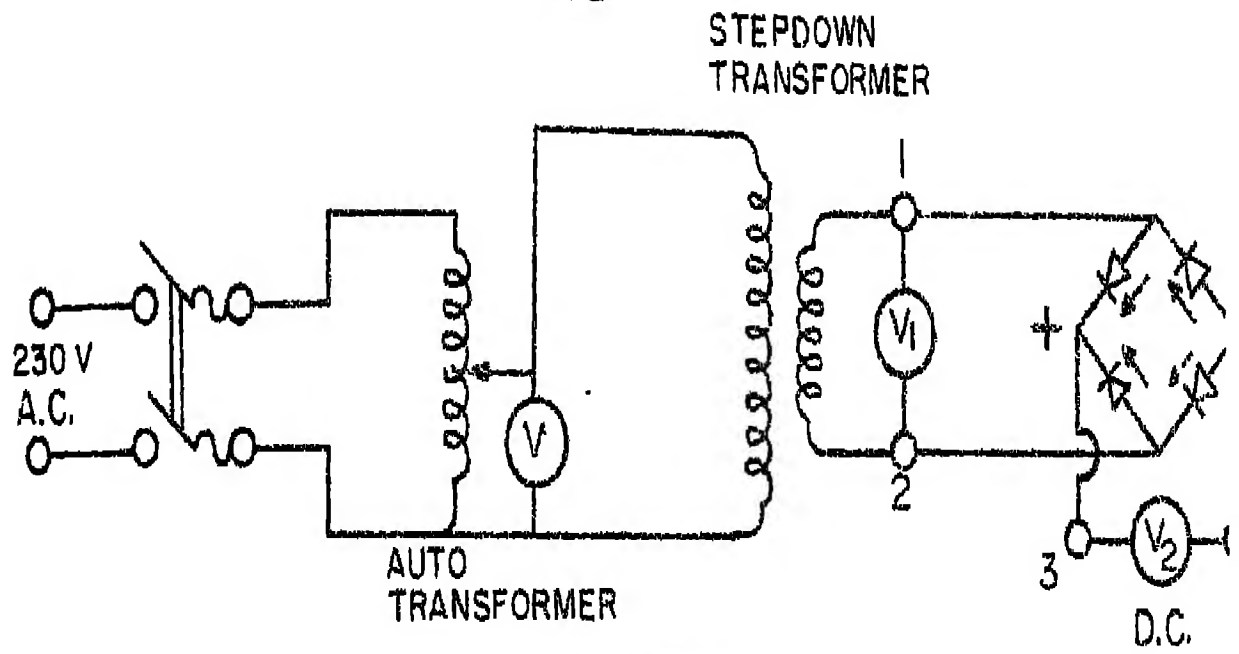 STEPDOWN
TRANSFORMER
1
230 V
A.C.
V
V1
+
2
3
V2
D.C.
AUTO
TRANSFORMER